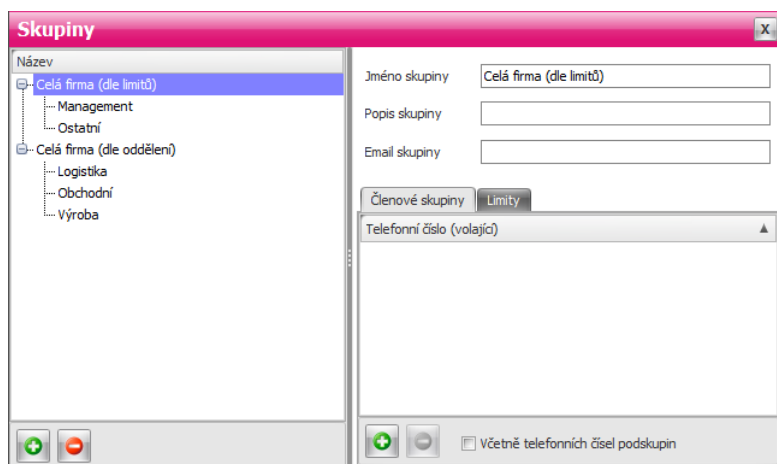 Skupiny
x
Název
Celá firma (dle limitů)
Management
Ostatní
Celá firma (dle oddělení)
Logistika
Obchodní
Výroba
Jméno skupiny
Celá firma (dle limitů)
Popis skupiny
Email skupiny
Členové skupiny
Limity
Telefonní číslo (volající)
Včetně telefonních čísel podskupin